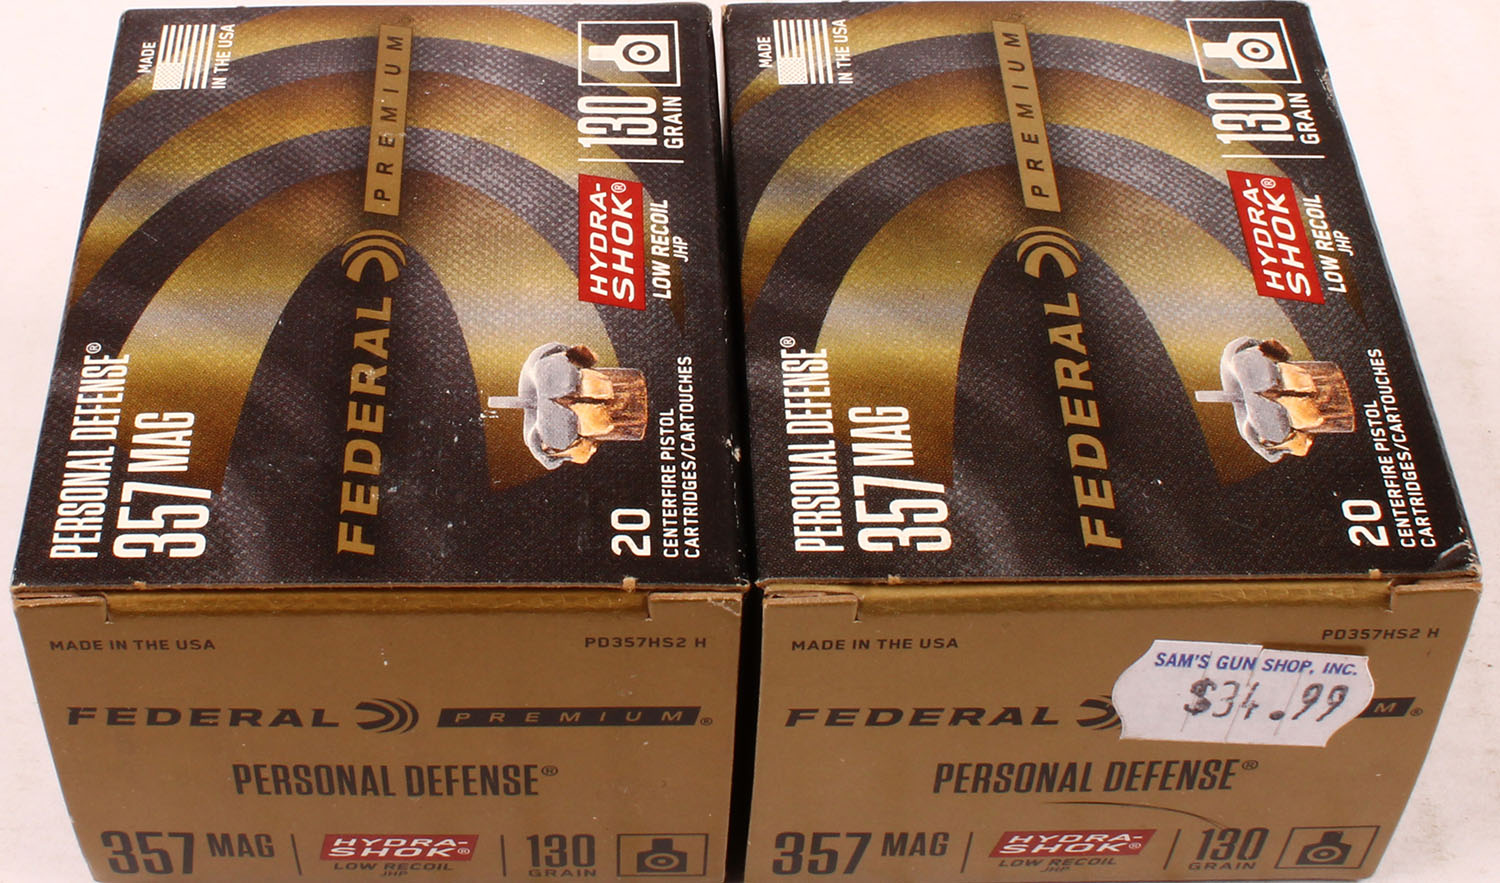 MADE
IN THE USA
PREMIUM
FEDERAL
PERSONAL DEFENSE®
357 MAG
130
GRAIN
HYDRA-
SHOK®
LOW RECOIL
JHP
20
CENTERFIRE PISTOL
CARTRIDGES/CARTOUCHES
MADE IN THE USA
PD357HS2 H
FEDERAL PREMIUM®
PERSONAL DEFENSE®
357 MAG
HYDRA-
SHOK®
LOW RECOIL
JHP
130
GRAIN
MADE
IN THE USA
PREMIUM
FEDERAL
PERSONAL DEFENSE®
357 MAG
130
GRAIN
HYDRA-
SHOK®
LOW RECOIL
JHP
20
CENTERFIRE PISTOL
CARTRIDGES/CARTOUCHES
MADE IN THE USA
PD357HS2 H
SAM'S GUN SHOP, INC.
$34.99
FEDERAL M®
PERSONAL DEFENSE®
357 MAG
HYDRA-
SHOK®
LOW RECOIL
JHP
130
GRAIN